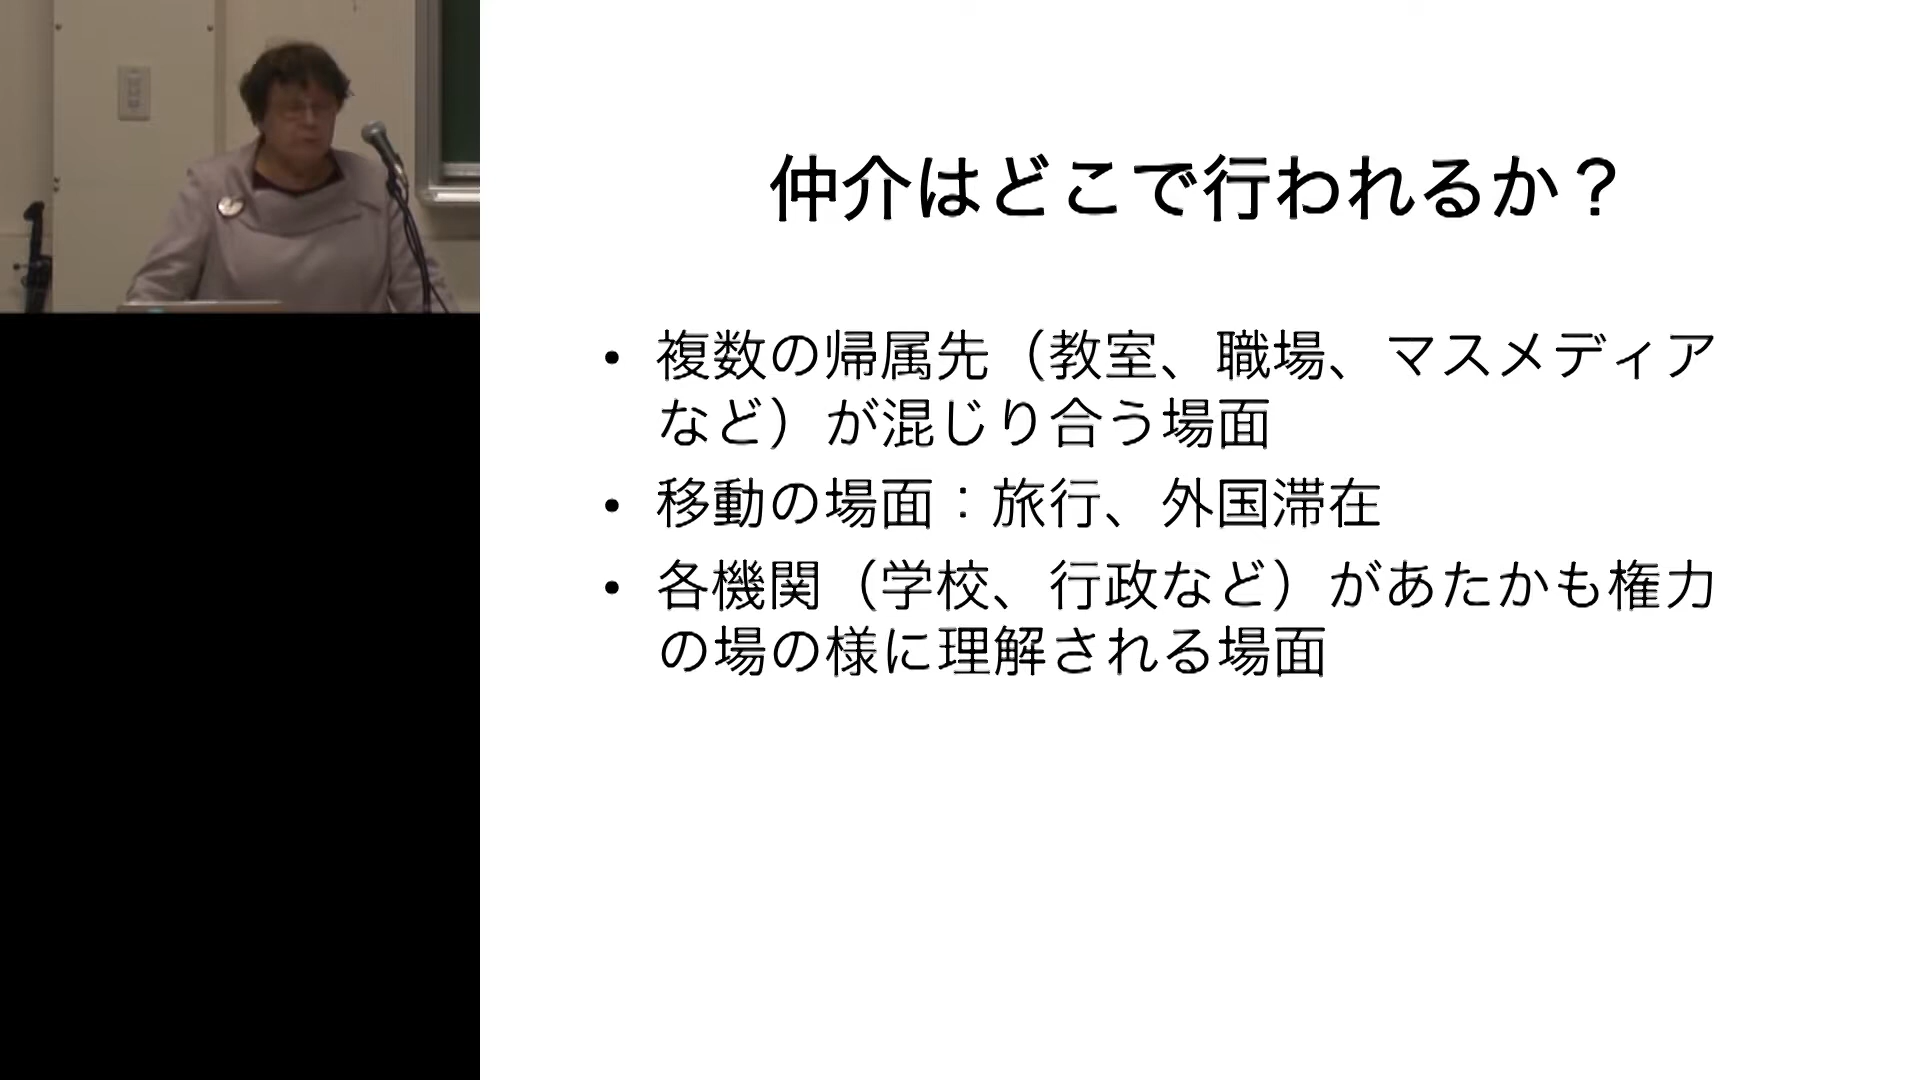 仲介はどこで行われるか？
• 複数の帰属先（教室、職場、マスメディア
など）が混じり合う場面
• 移動の場面：旅行、外国滞在
• 各機関（学校、行政など）があたかも権力
の場の様に理解される場面